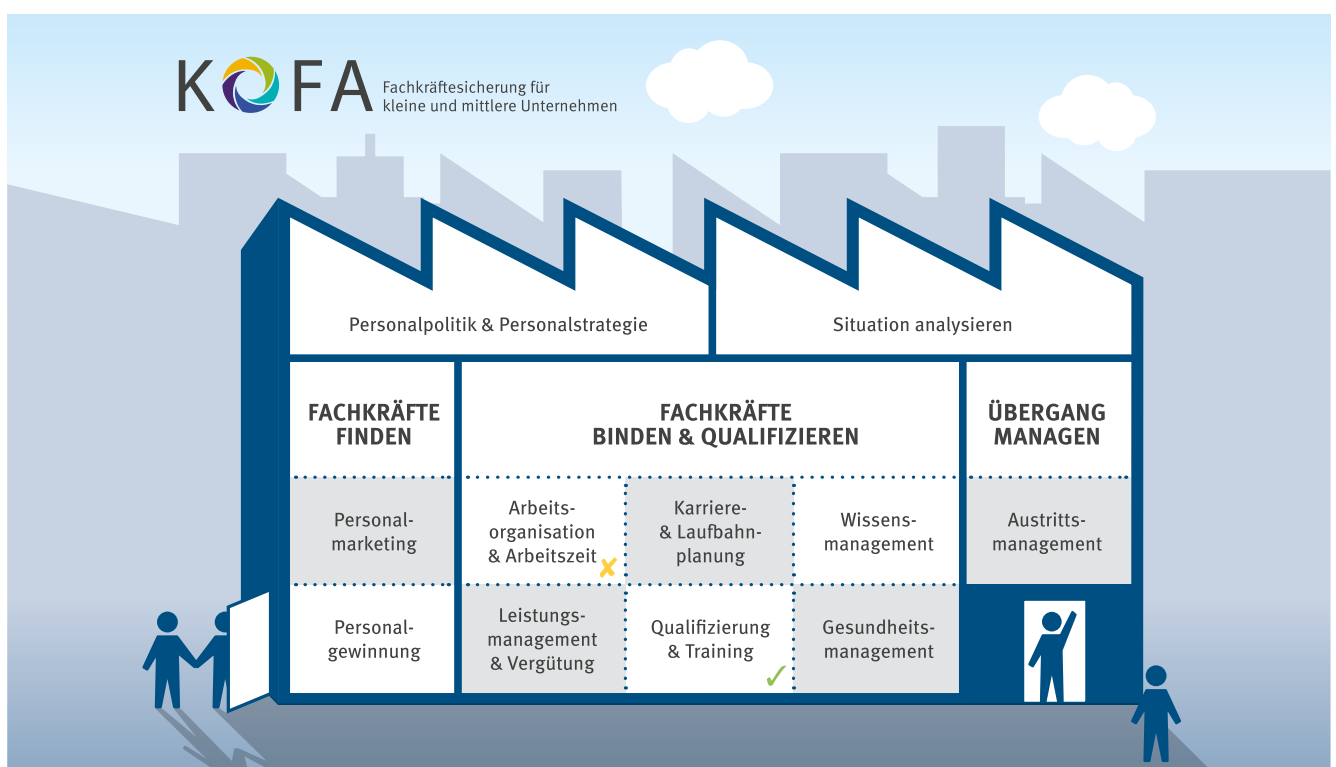 KOFA
Fachkräftesicherung für
kleine und mittlere Unternehmen
Personalpolitik & Personalstrategie
Situation analysieren
FACHKRÄFTE
FINDEN
FACHKRÄFTE
BINDEN & QUALIFIZIEREN
ÜBERGANG
MANAGEN
Personal-
marketing
Arbeits-
organisation
& Arbeitszeit
Karriere-
& Laufbahn-
planung
Wissens-
management
Austritts-
management
Personal-
gewinnung
Leistungs-
management
& Vergütung
Qualifizierung
& Training
Gesundheits-
management